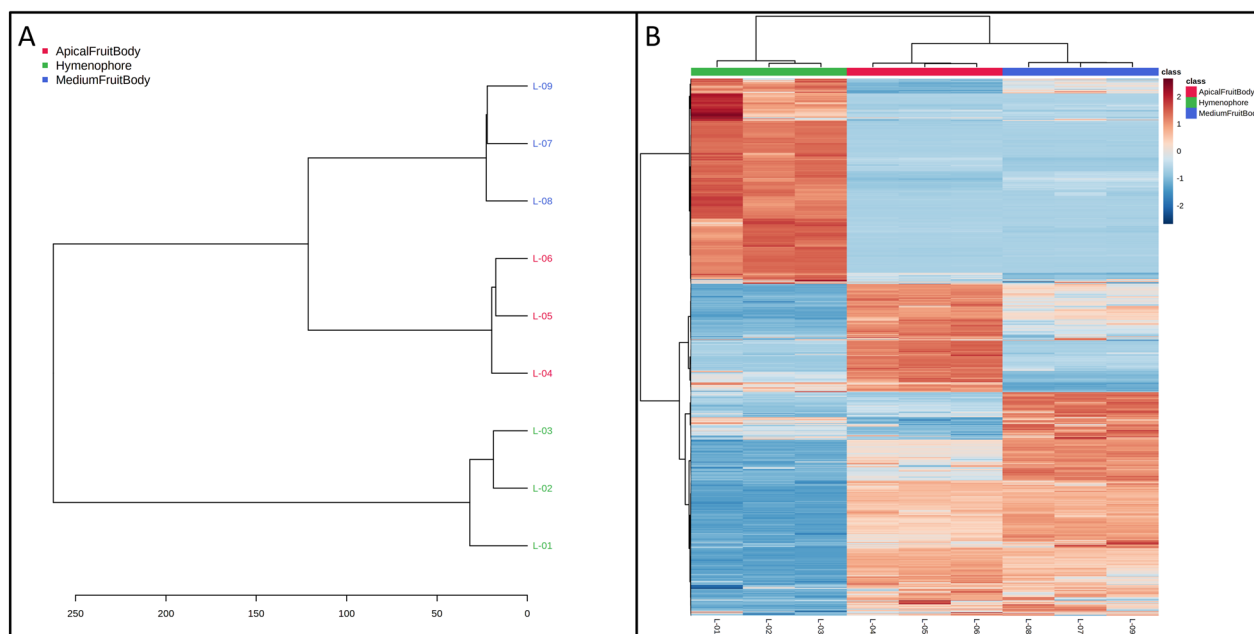 A
ApicalFruitBody
Hymenophore
MediumFruitBody
L-09
L-07
L-08
L-06
L-05
L-04
L-03
L-02
L-01
250 200 150 100 50 0
B
class
class
ApicalFruitBody
Hymenophore
MediumFruitBody
2
1
0
-1
-2
L-01 L-02 L-03 L-04 L-05 L-06 L-08 L-07 L-09